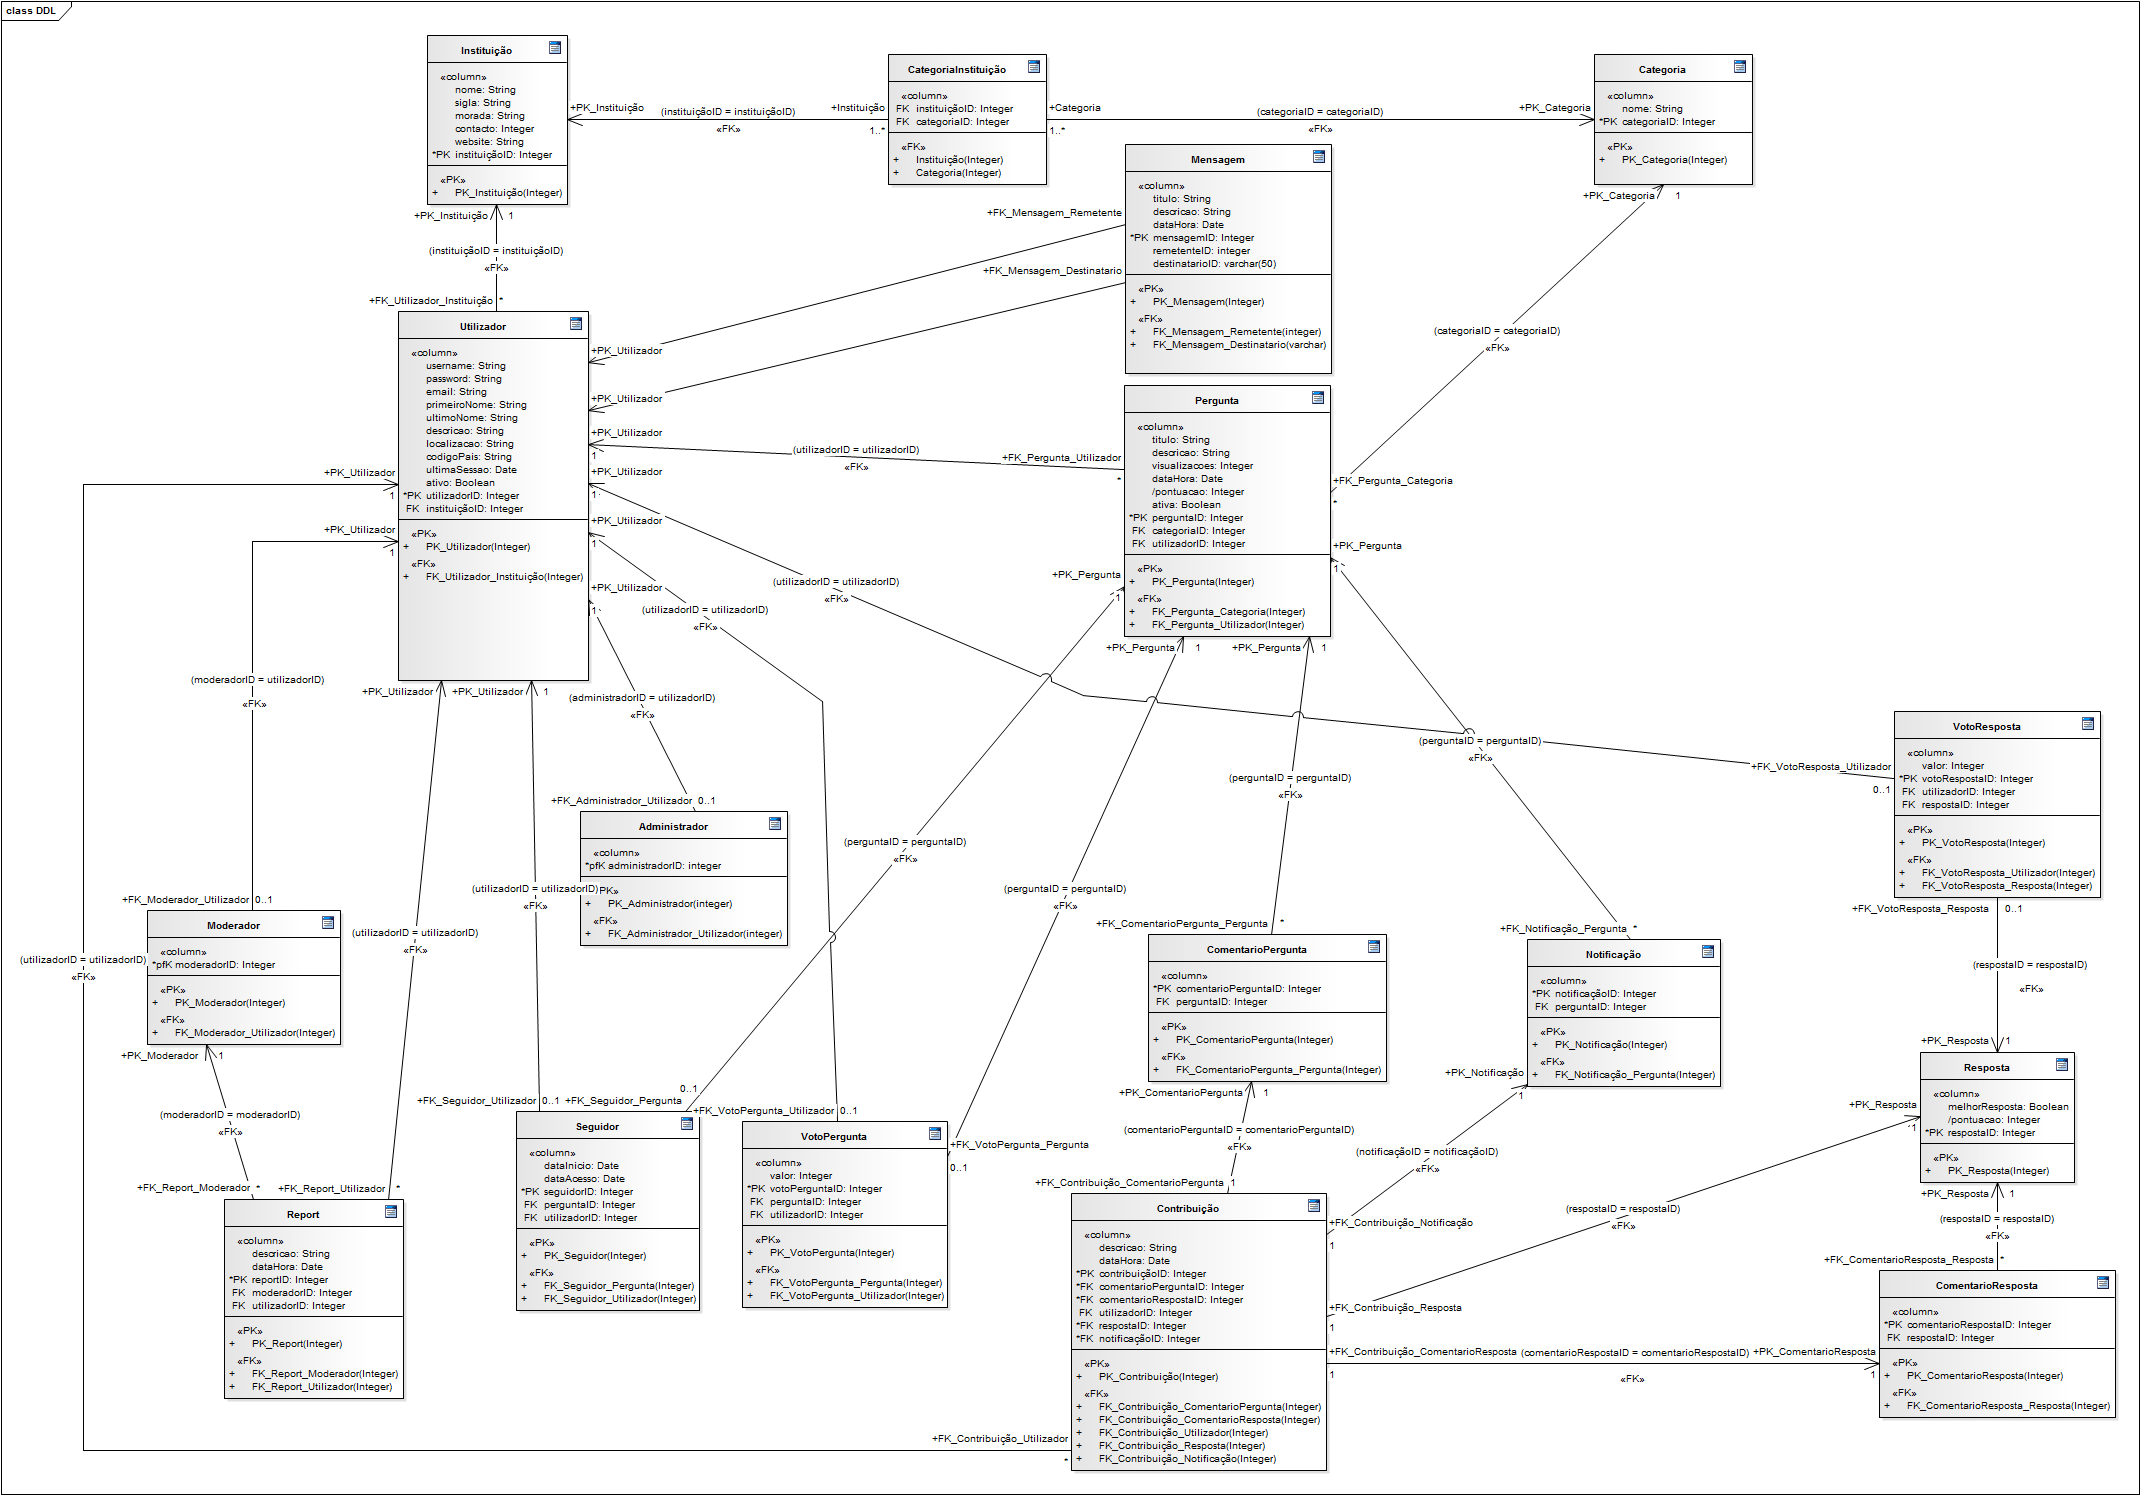 class DDL
Instituição
«column»
nome: String
sigla: String
morada: String
contacto: Integer
website: String
*PK instituiçãoID: Integer
«PK»
+ PK_Instituição(Integer)
+PK_Instituição
(instituiçãoID = instituiçãoID)
«FK»
+Instituição
1..*
CategoriaInstituição
«column»
FK instituiçãoID: Integer
FK categoriaID: Integer
«FK»
+ Instituição(Integer)
+ Categoria(Integer)
+Categoria
1..*
(categoriaID = categoriaID)
«FK»
+PK_Categoria
Categoria
«column»
nome: String
*PK categoriaID: Integer
«PK»
+ PK_Categoria(Integer)
+PK_Categoria 1
(categoriaID = categoriaID)
«FK»
+FK_Pergunta_Categoria
*
Mensagem
«column»
titulo: String
descricao: String
dataHora: Date
*PK mensagemID: Integer
remetenteID: integer
destinatarioID: varchar(50)
«PK»
+ PK_Mensagem(Integer)
«FK»
+ FK_Mensagem_Remetente(integer)
+ FK_Mensagem_Destinatario(varchar)
+FK_Mensagem_Remetente
+FK_Mensagem_Destinatario
+PK_Instituição 1
(instituiçãoID = instituiçãoID)
«FK»
+FK_Utilizador_Instituição *
Utilizador
«column»
username: String
password: String
email: String
primeiroNome: String
ultimoNome: String
descricao: String
localizacao: String
codigoPais: String
ultimaSessao: Date
ativo: Boolean
*PK utilizadorID: Integer
FK instituiçãoID: Integer
«PK»
+ PK_Utilizador(Integer)
«FK»
+ FK_Utilizador_Instituição(Integer)
+PK_Utilizador
+PK_Utilizador
+PK_Utilizador
1
+PK_Utilizador
1
+PK_Utilizador
1
+PK_Utilizador
1
+PK_Utilizador
1
+PK_Utilizador
1
+PK_Utilizador
+PK_Utilizador 1
(utilizadorID = utilizadorID)
«FK»
+FK_Pergunta_Utilizador
*
Pergunta
«column»
titulo: String
descricao: String
visualizacoes: Integer
dataHora: Date
/pontuacao: Integer
ativa: Boolean
*PK perguntaID: Integer
FK categoriaID: Integer
FK utilizadorID: Integer
«PK»
+ PK_Pergunta(Integer)
«FK»
+ FK_Pergunta_Categoria(Integer)
+ FK_Pergunta_Utilizador(Integer)
+PK_Pergunta
1
+PK_Pergunta
1
+PK_Pergunta 1
+PK_Pergunta 1
(utilizadorID = utilizadorID)
«FK»
(utilizadorID = utilizadorID)
«FK»
(moderadorID = utilizadorID)
«FK»
(administradorID = utilizadorID)
«FK»
(perguntaID = perguntaID)
«FK»
(perguntaID = perguntaID)
«FK»
+FK_VotoResposta_Utilizador
0..1
VotoResposta
«column»
valor: Integer
*PK votoRespostaID: Integer
FK utilizadorID: Integer
FK respostaID: Integer
«PK»
+ PK_VotoResposta(Integer)
«FK»
+ FK_VotoResposta_Utilizador(Integer)
+ FK_VotoResposta_Resposta(Integer)
+FK_VotoResposta_Resposta 0..1
(respostaID = respostaID)
«FK»
+PK_Resposta 1
+FK_Administrador_Utilizador 0..1
Administrador
«column»
*pfK administradorID: integer
«PK»
+ PK_Administrador(integer)
«FK»
+ FK_Administrador_Utilizador(integer)
(perguntaID = perguntaID)
«FK»
(utilizadorID = utilizadorID)
«FK»
(perguntaID = perguntaID)
«FK»
+FK_Moderador_Utilizador 0..1
Moderador
«column»
*pfK moderadorID: Integer
«PK»
+ PK_Moderador(Integer)
«FK»
+ FK_Moderador_Utilizador(Integer)
(utilizadorID = utilizadorID)
«FK»
(utilizadorID = utilizadorID)
«FK»
+PK_Moderador 1
(moderadorID = moderadorID)
«FK»
+FK_Report_Moderador *
+FK_Report_Utilizador *
Report
«column»
descricao: String
dataHora: Date
*PK reportID: Integer
FK moderadorID: Integer
FK utilizadorID: Integer
«PK»
+ PK_Report(Integer)
«FK»
+ FK_Report_Moderador(Integer)
+ FK_Report_Utilizador(Integer)
+FK_Seguidor_Utilizador 0..1
+FK_Seguidor_Pergunta
0..1
Seguidor
«column»
dataInicio: Date
dataAcesso: Date
*PK seguidorID: Integer
FK perguntaID: Integer
FK utilizadorID: Integer
«PK»
+ PK_Seguidor(Integer)
«FK»
+ FK_Seguidor_Pergunta(Integer)
+ FK_Seguidor_Utilizador(Integer)
+FK_VotoPergunta_Utilizador 0..1
VotoPergunta
«column»
valor: Integer
*PK votoPerguntaID: Integer
FK perguntaID: Integer
FK utilizadorID: Integer
«PK»
+ PK_VotoPergunta(Integer)
«FK»
+ FK_VotoPergunta_Pergunta(Integer)
+ FK_VotoPergunta_Utilizador(Integer)
+FK_VotoPergunta_Pergunta
0..1
+FK_ComentarioPergunta_Pergunta *
ComentarioPergunta
«column»
*PK comentarioPerguntaID: Integer
FK perguntaID: Integer
«PK»
+ PK_ComentarioPergunta(Integer)
«FK»
+ FK_ComentarioPergunta_Pergunta(Integer)
+PK_ComentarioPergunta 1
(comentarioPerguntaID = comentarioPerguntaID)
«FK»
+FK_Contribuição_ComentarioPergunta 1
+FK_Notificação_Pergunta *
Notificação
«column»
*PK notificaçãoID: Integer
FK perguntaID: Integer
«PK»
+ PK_Notificação(Integer)
«FK»
+ FK_Notificação_Pergunta(Integer)
+PK_Notificação
1
(notificaçãoID = notificaçãoID)
«FK»
+FK_Contribuição_Notificação
1
Resposta
«column»
melhorResposta: Boolean
/pontuacao: Integer
*PK respostaID: Integer
«PK»
+ PK_Resposta(Integer)
+PK_Resposta
1
(respostaID = respostaID)
«FK»
+FK_Contribuição_Resposta
1
+PK_Resposta 1
(respostaID = respostaID)
«FK»
+FK_ComentarioResposta_Resposta *
Contribuição
«column»
descricao: String
dataHora: Date
*PK contribuiçãoID: Integer
*FK comentarioPerguntaID: Integer
*FK comentarioRespostaID: Integer
FK utilizadorID: Integer
*FK respostaID: Integer
*FK notificaçãoID: Integer
«PK»
+ PK_Contribuição(Integer)
«FK»
+ FK_Contribuição_ComentarioPergunta(Integer)
+ FK_Contribuição_ComentarioResposta(Integer)
+ FK_Contribuição_Utilizador(Integer)
+ FK_Contribuição_Resposta(Integer)
+ FK_Contribuição_Notificação(Integer)
+FK_Contribuição_Utilizador
*
+FK_Contribuição_ComentarioResposta
1
(comentarioRespostaID = comentarioRespostaID)
«FK»
+PK_ComentarioResposta
1
ComentarioResposta
«column»
*PK comentarioRespostaID: Integer
FK respostaID: Integer
«PK»
+ PK_ComentarioResposta(Integer)
«FK»
+ FK_ComentarioResposta_Resposta(Integer)